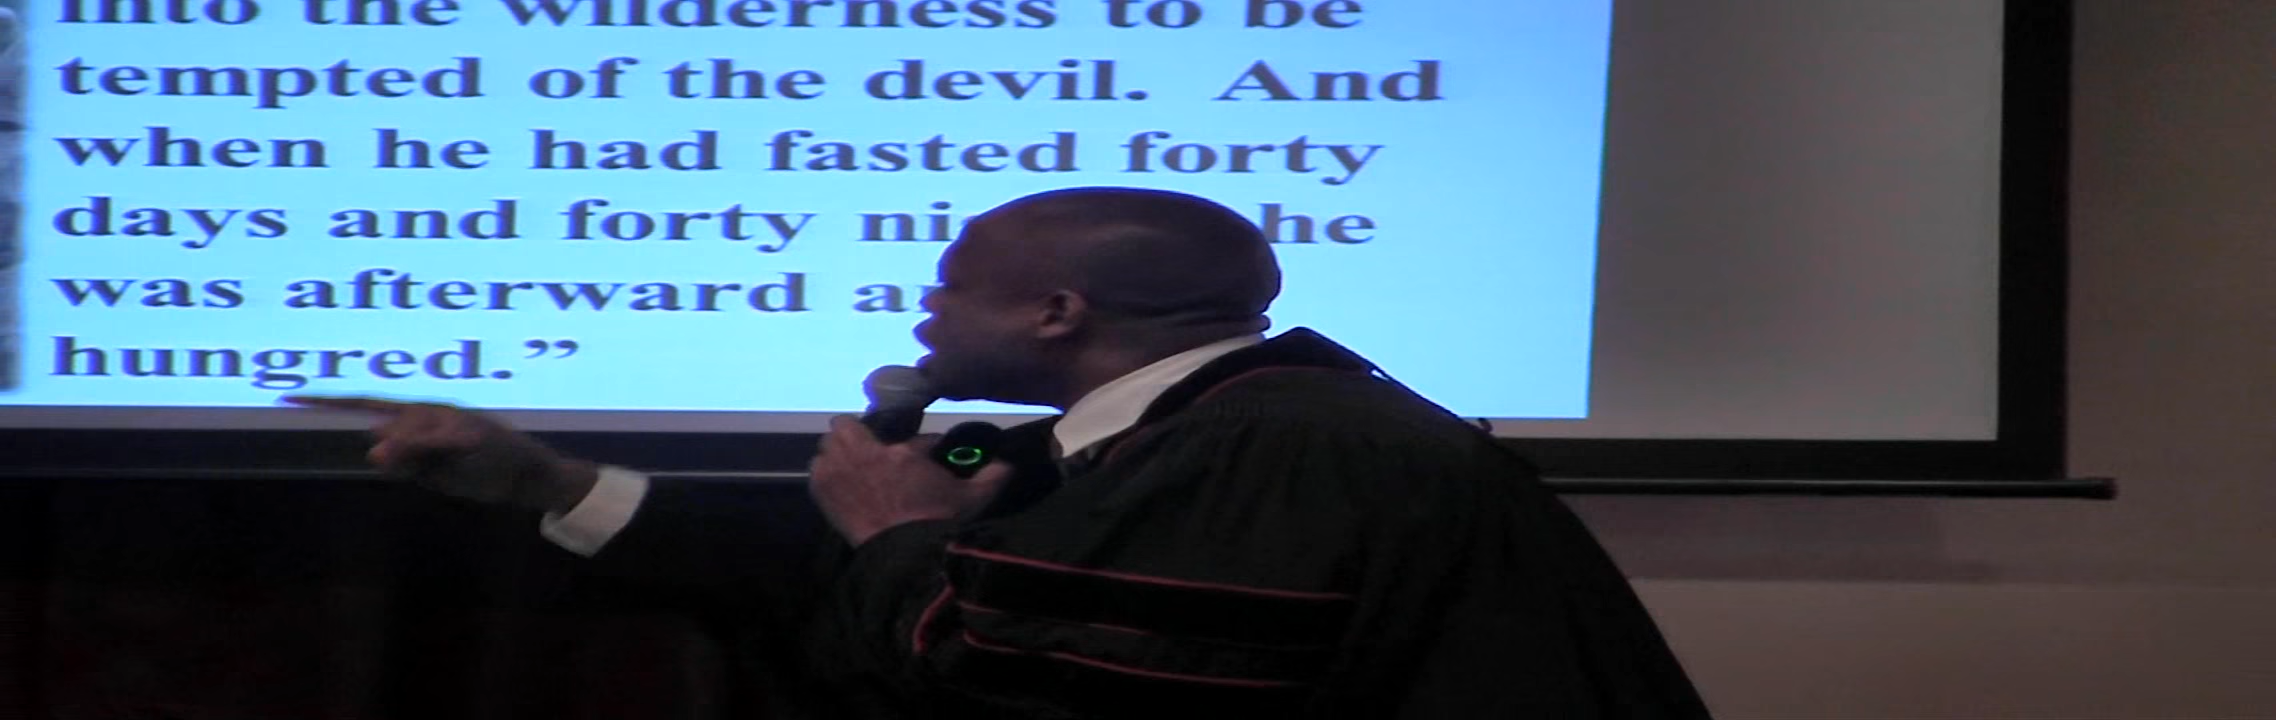 into the wilderness to be
tempted of the devil. And
when he had fasted forty
days and forty he
was afterward
hungred.”